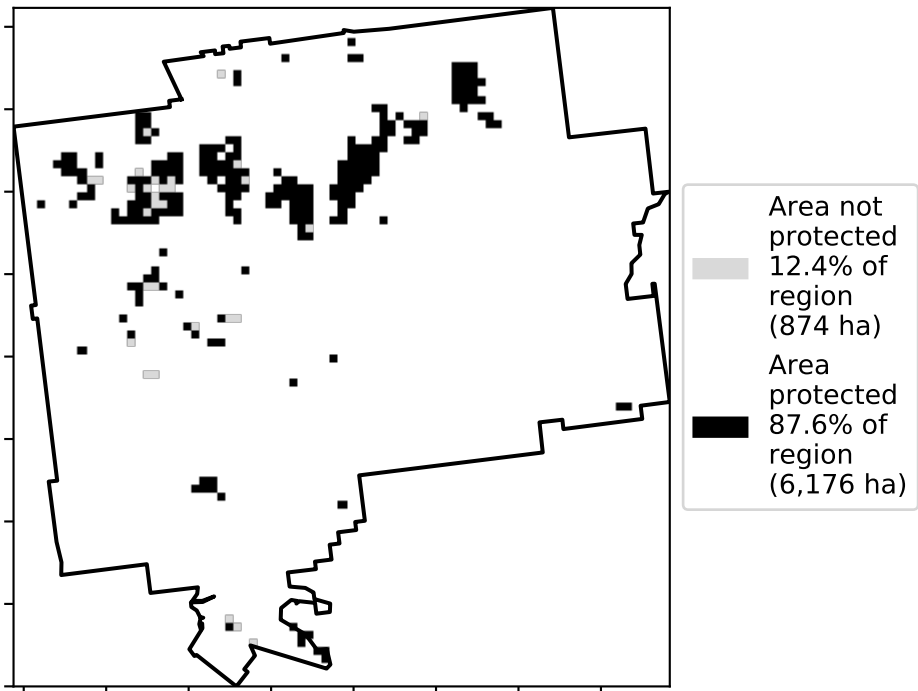 Area not
protected
12.4% of
region
(874 ha)
Area
protected
87.6% of
region
(6,176 ha)